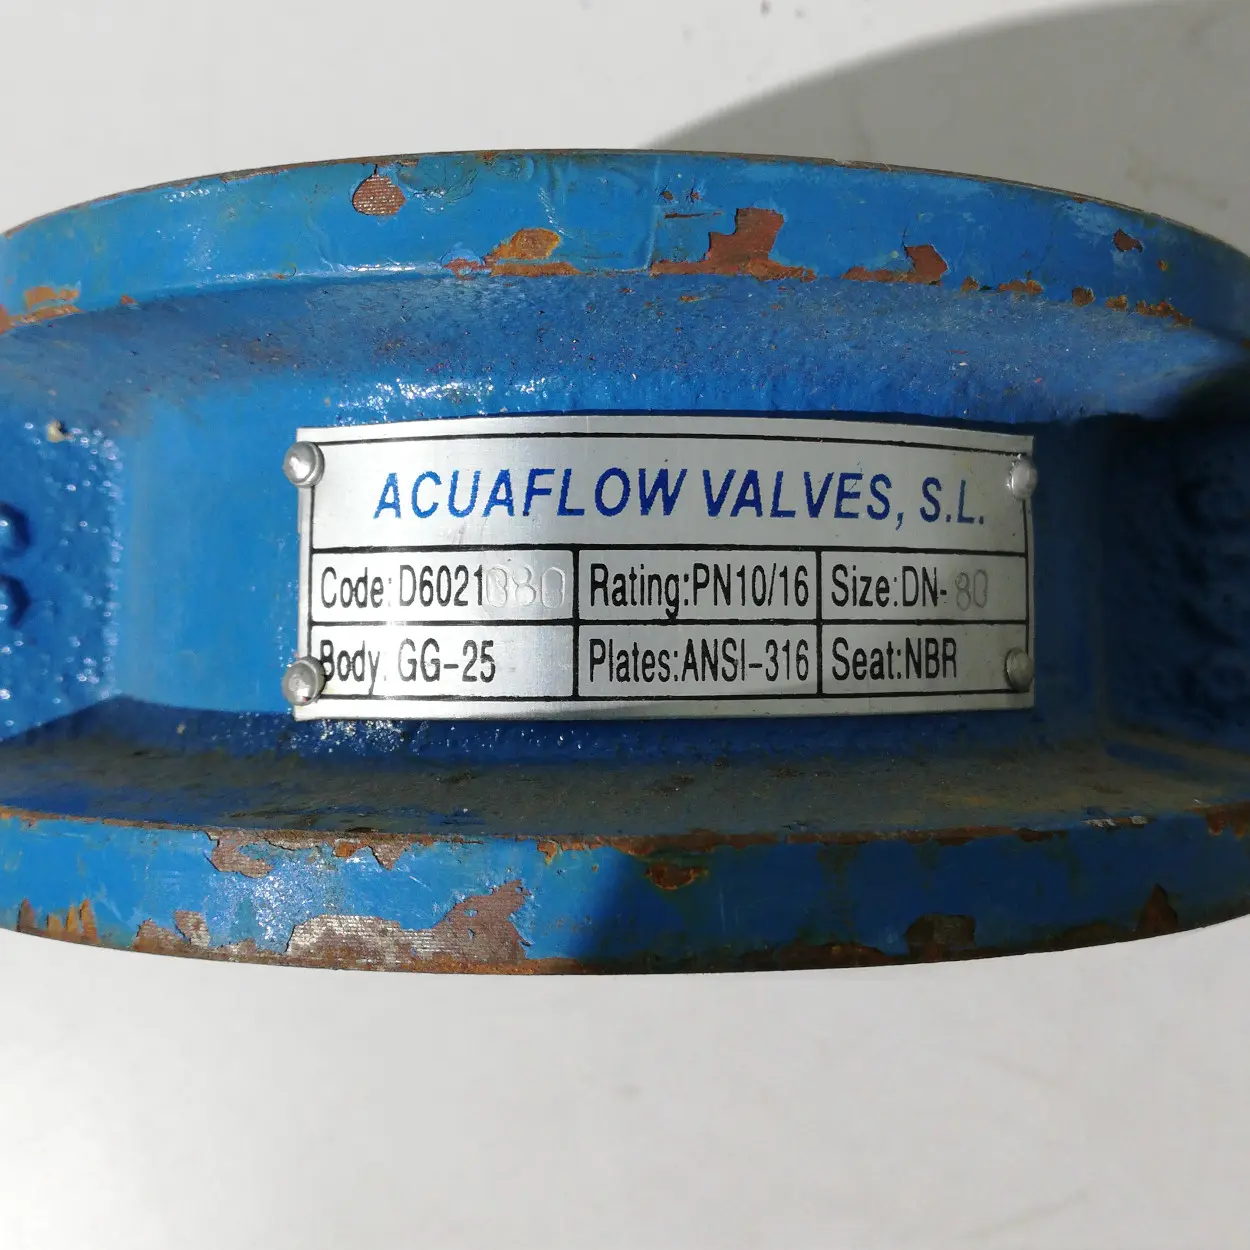 ACUAFLOW VALVES, S.L.
Code: D6021080 Rating:PN10/16 Size:DN-80
Body. GG-25 Plates:ANSI-316 Seat:NBR